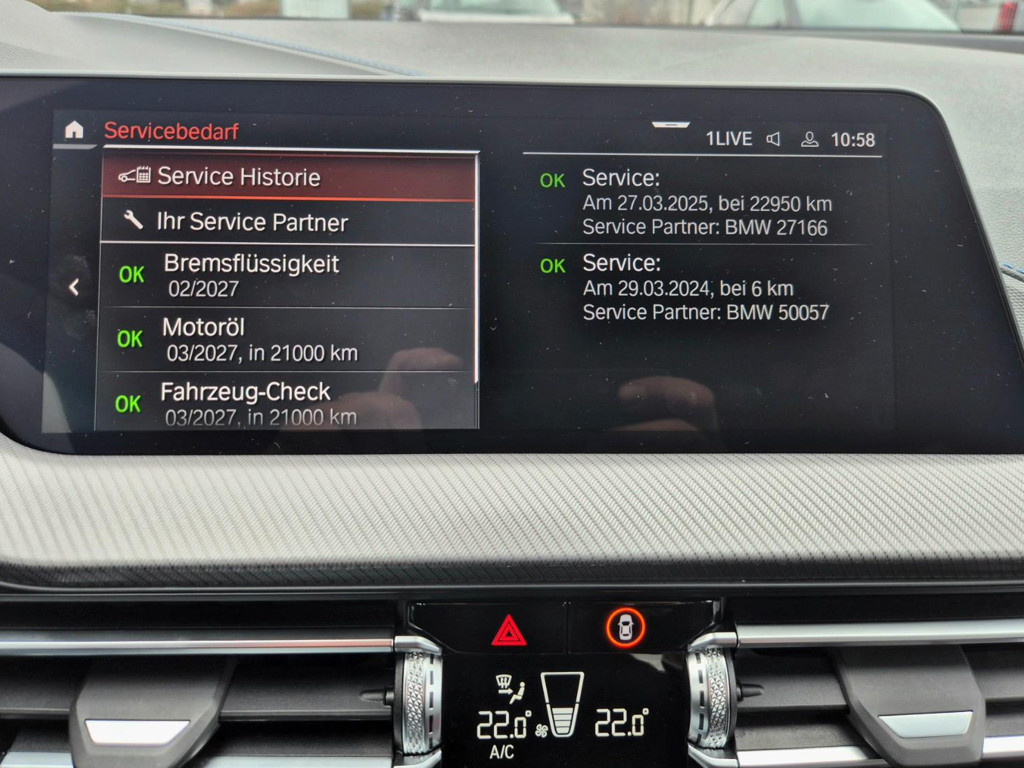 Servicebedarf
1LIVE 10:58
Service Historie
Ihr Service Partner
OK Bremsflüssigkeit
02/2027
OK Motoröl
03/2027, in 21000 km
OK Fahrzeug-Check
03/2027, in 21000 km
OK Service:
Am 27.03.2025, bei 22950 km
Service Partner: BMW 27166
OK Service:
Am 29.03.2024, bei 6 km
Service Partner: BMW 50057
22.0° 22.0°
A/C